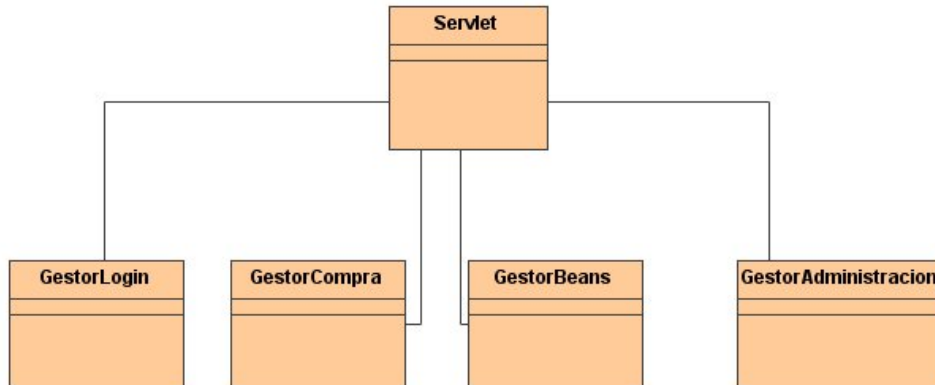 Servlet
GestorLogin
GestorCompra
GestorBeans
GestorAdministracion